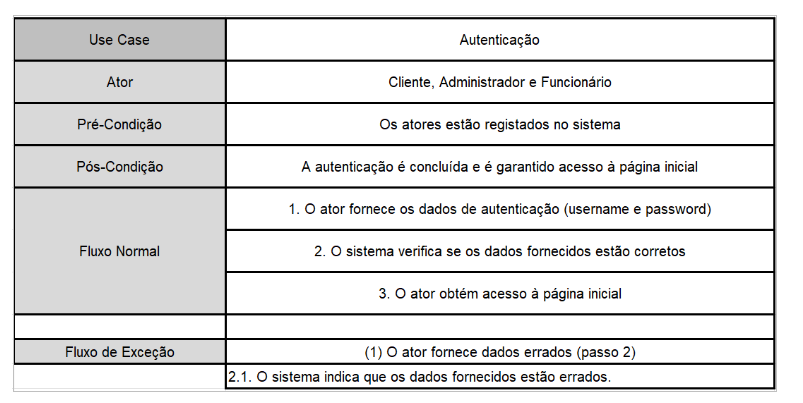 Use Case Autenticação
Ator Cliente, Administrador e Funcionário
Pré-Condição Os atores estão registados no sistema
Pós-Condição A autenticação é concluída e é garantido acesso à página inicial
Fluxo Normal
1. O ator fornece os dados de autenticação (username e password)
2. O sistema verifica se os dados fornecidos estão corretos
3. O ator obtém acesso à página inicial
Fluxo de Exceção (1) O ator fornece dados errados (passo 2)
2.1. O sistema indica que os dados fornecidos estão errados.